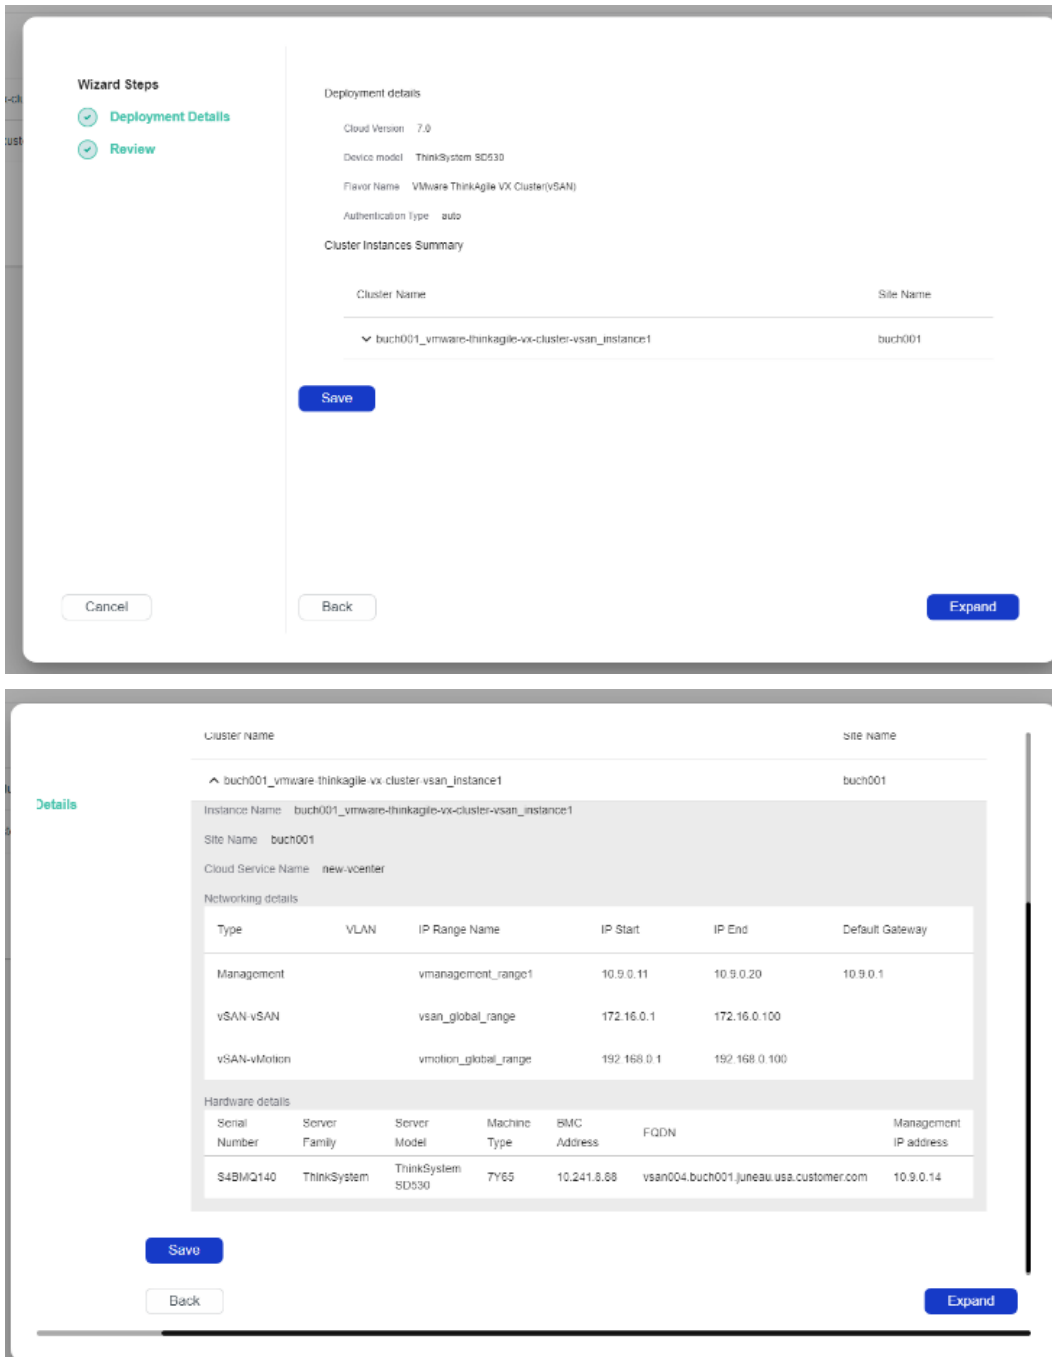 Wizard Steps
Deployment Details
Review
Deployment details
Cloud Version 7.0
Device model ThinkSystem SD530
Flavor Name VMware ThinkAgile VX Cluster(vSAN)
Authentication Type auto
Cluster Instances Summary
Cluster Name Site Name
buch001_vmware-thinkagile-vx-cluster-vsan_instance1 buch001
Save
Cancel Back Expand
Cluster Name Site Name
buch001_vmware-thinkagile-vx-cluster-vsan_instance1 buch001
Details
Instance Name buch001_vmware-thinkagile-vx-cluster-vsan_instance1
Site Name buch001
Cloud Service Name new-vcenter
Networking details
Type VLAN IP Range Name IP Start IP End Default Gateway
Management vmanagement_range1 10.9.0.11 10.9.0.20 10.9.0.1
vSAN-vSAN vsan_global_range 172.16.0.1 172.16.0.100
vSAN-vMotion vmotion_global_range 192.168.0.1 192.168.0.100
Hardware details
Serial Number Server Family Server Model Machine Type BMC Address FQDN Management IP address
S4BMQ140 ThinkSystem ThinkSystem SD530 7Y65 10.241.8.68 vsan004.buch001.juneau.usa.customer.com 10.9.0.14
Save
Back Expand